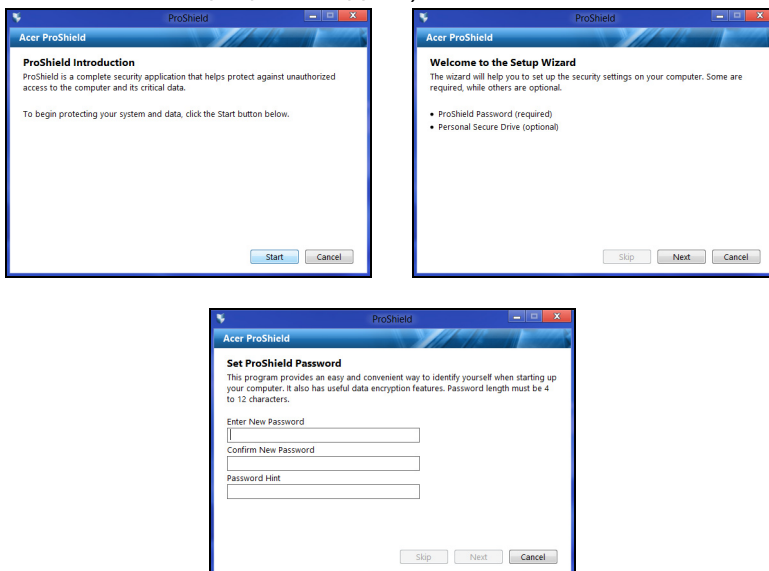 ProShield
Acer ProShield
ProShield Introduction
ProShield is a complete security application that helps protect against unauthorized
access to the computer and its critical data.
To begin protecting your system and data, click the Start button below.
Start
Cancel
ProShield
Acer ProShield
Welcome to the Setup Wizard
The wizard will help you to set up the security settings on your computer. Some are
required, while others are optional.
• ProShield Password (required)
• Personal Secure Drive (optional)
Skip
Next
Cancel
ProShield
Acer ProShield
Set ProShield Password
This program provides an easy and convenient way to identify yourself when starting up
your computer. It also has useful data encryption features. Password length must be 4
to 12 characters.
Enter New Password
Confirm New Password
Password Hint
Skip
Next
Cancel